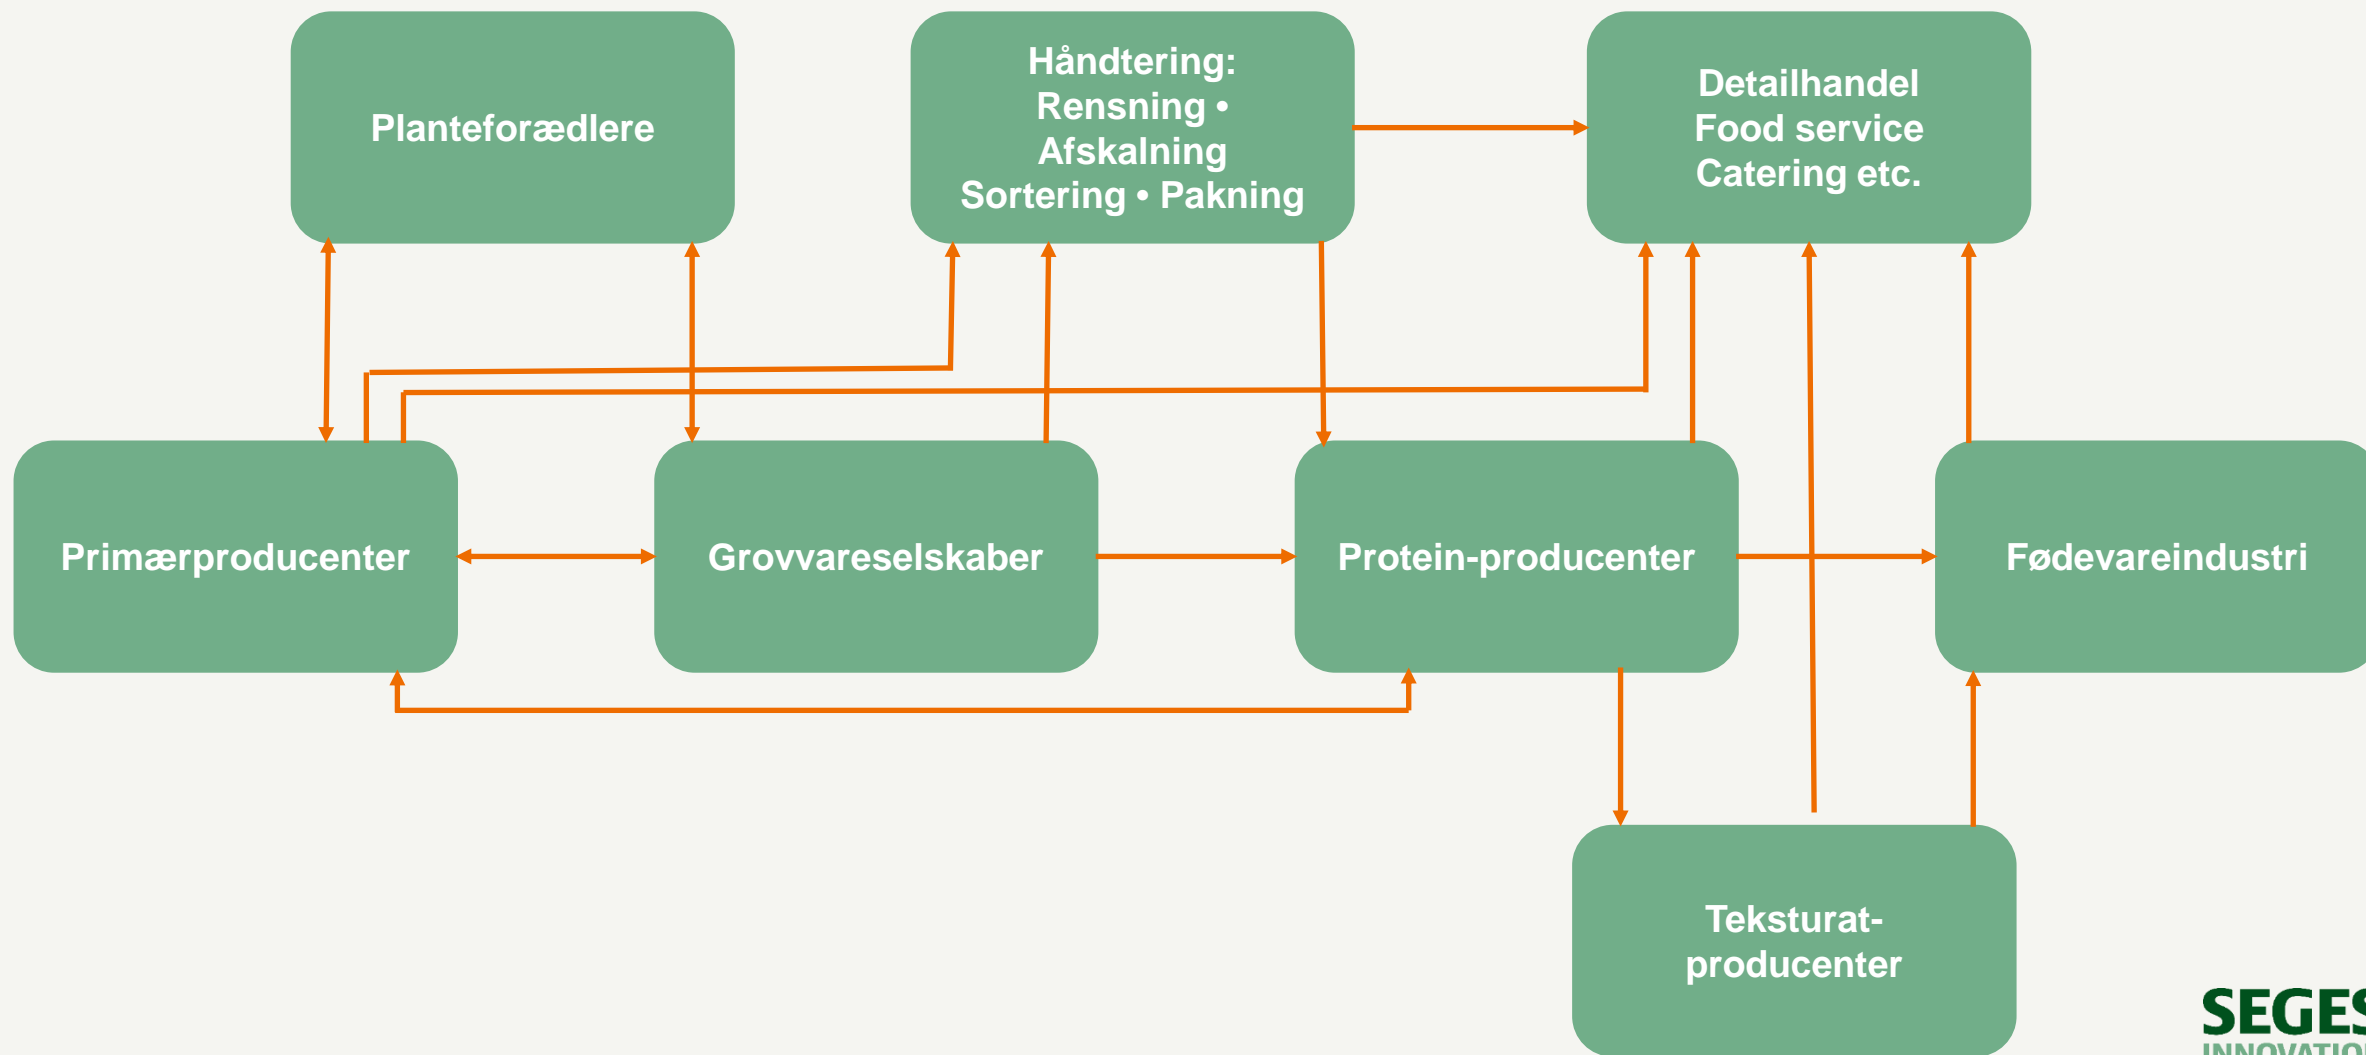 Planteforædlere
Håndtering:
Rensning •
Afskalning
Sortering • Pakning
Detailhandel
Food service
Catering etc.
Primærproducenter
Grovvareselskaber
Protein-producenter
Fødevareindustri
Teksturat-
producenter
SEGES
INNOVATION